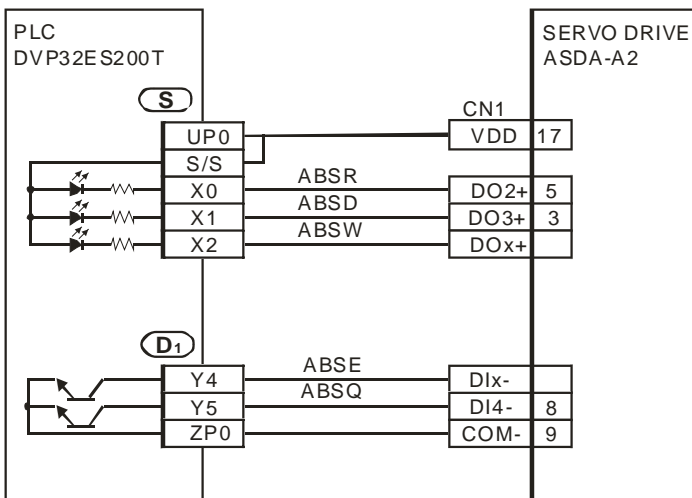 PLC
DVP32ES200T
SERVO DRIVE
ASDA-A2
S
CN1
UP0
VDD 17
S/S
X0 ABSR DO2+ 5
X1 ABSD DO3+ 3
X2 ABSW DOx+
D1
Y4 ABSE DIx-
Y5 ABSQ DI4- 8
ZP0 COM- 9